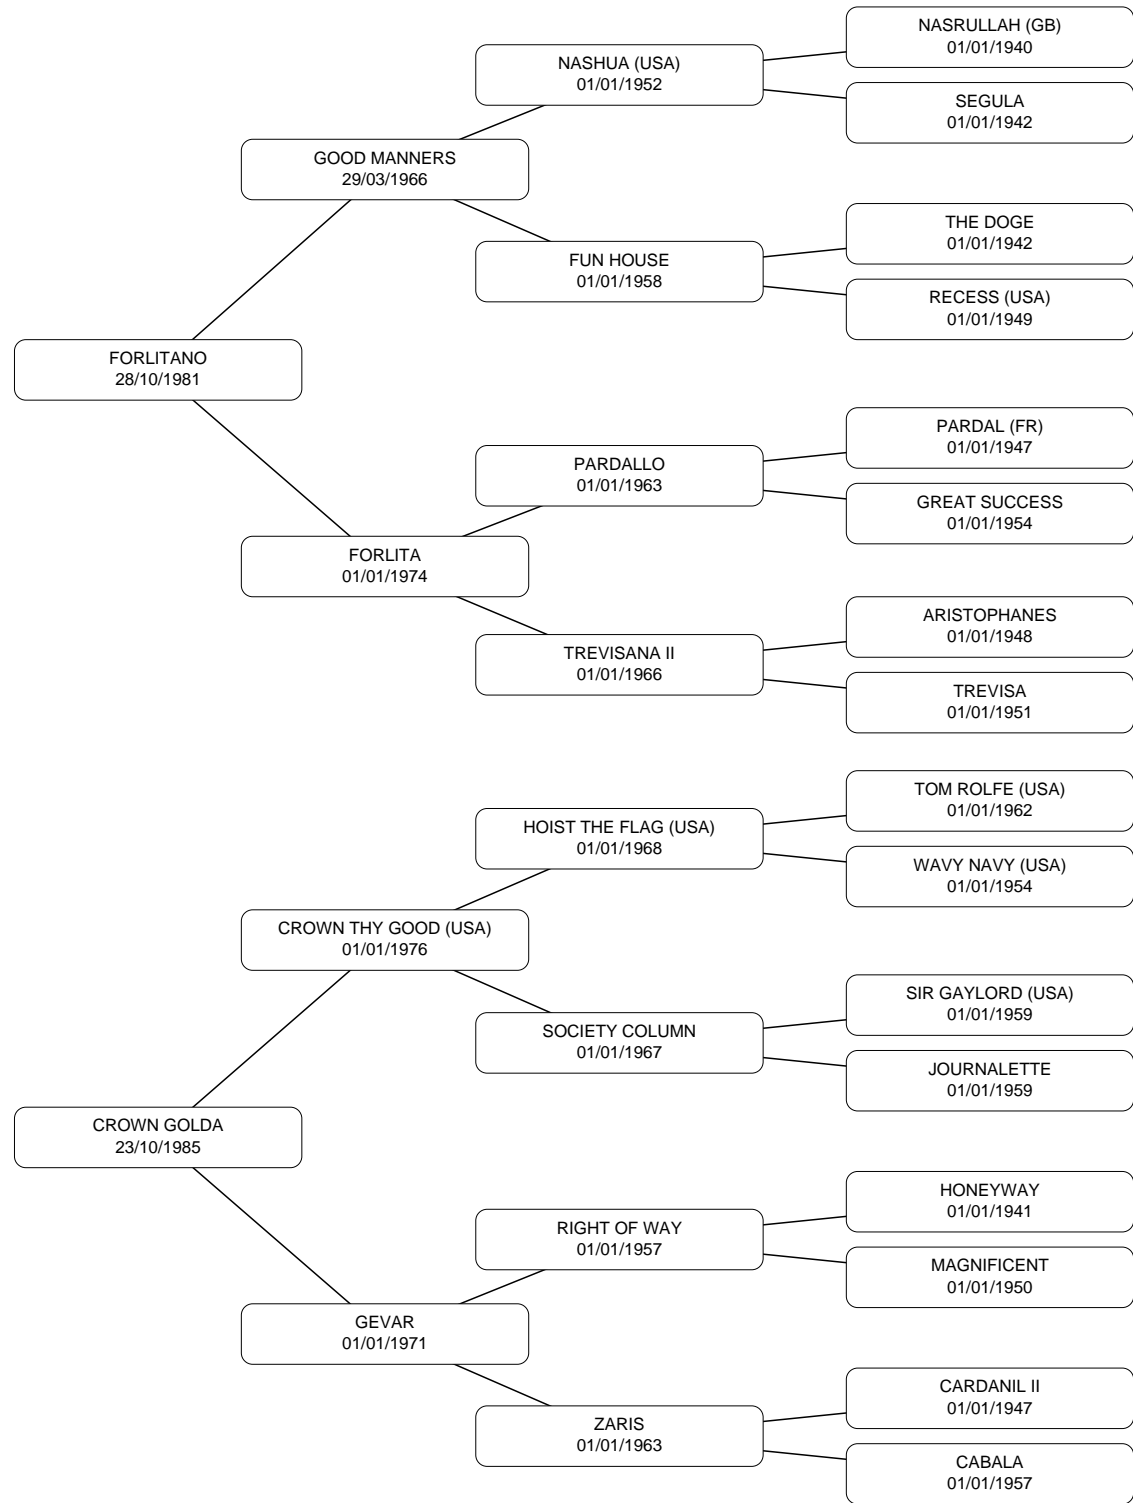 NASRULLAH (GB)
01/01/1940
NASHUA (USA)
01/01/1952
SEGULA
01/01/1942
GOOD MANNERS
29/03/1966
THE DOGE
01/01/1942
FUN HOUSE
01/01/1958
RECESS (USA)
01/01/1949
FORLITANO
28/10/1981
PARDAL (FR)
01/01/1947
PARDALLO
01/01/1963
GREAT SUCCESS
01/01/1954
FORLITA
01/01/1974
ARISTOPHANES
01/01/1948
TREVISANA II
01/01/1966
TREVISA
01/01/1951
TOM ROLFE (USA)
01/01/1962
HOIST THE FLAG (USA)
01/01/1968
WAVY NAVY (USA)
01/01/1954
CROWN THY GOOD (USA)
01/01/1976
SIR GAYLORD (USA)
01/01/1959
SOCIETY COLUMN
01/01/1967
JOURNALETTE
01/01/1959
CROWN GOLDA
23/10/1985
HONEYWAY
01/01/1941
RIGHT OF WAY
01/01/1957
MAGNIFICENT
01/01/1950
GEVAR
01/01/1971
CARDANIL II
01/01/1947
ZARIS
01/01/1963
CABALA
01/01/1957